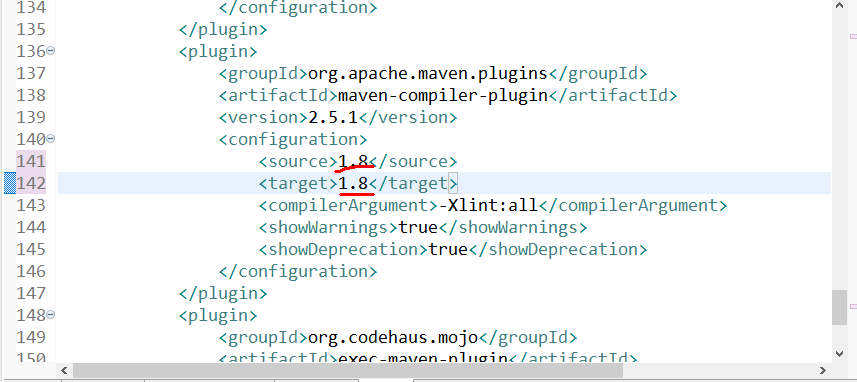 134 </configuration>
135 </plugin>
136 <plugin>
137 <groupId>org.apache.maven.plugins</groupId>
138 <artifactId>maven-compiler-plugin</artifactId>
139 <version>2.5.1</version>
140 <configuration>
141 <source>1.8</source>
142 <target>1.8</target>
143 <compilerArgument>-Xlint:all</compilerArgument>
144 <showWarnings>true</showWarnings>
145 <showDeprecation>true</showDeprecation>
146 </configuration>
147 </plugin>
148 <plugin>
149 <groupId>org.codehaus.mojo</groupId>
150 <artifactId>exec-maven-plugin</artifactId>